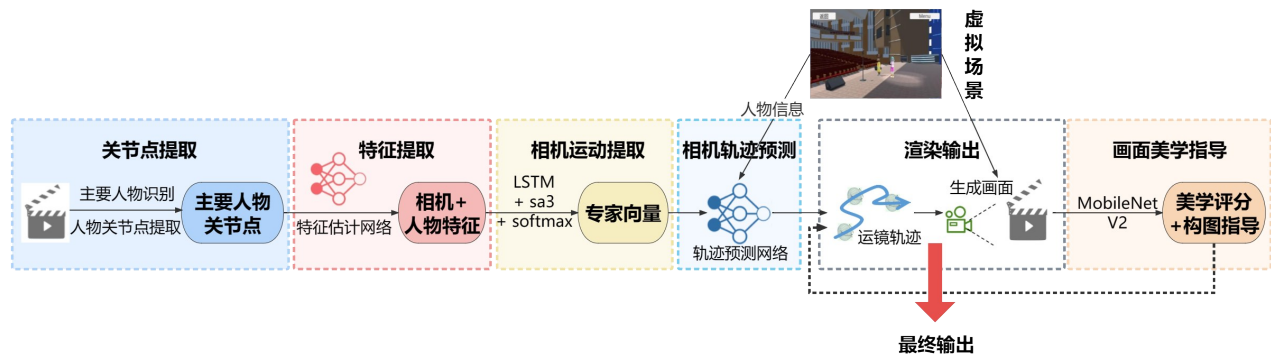 返回
Menu
虚
拟
场
景
人物信息
关节点提取
主要人物识别
人物关节点提取
主要人物
关节点
特征提取
特征估计网络
相机+
人物特征
相机运动提取
LSTM
+ sa3
+ softmax
专家向量
相机轨迹预测
轨迹预测网络
渲染输出
运镜轨迹
生成画面
画面美学指导
MobileNet
V2
美学评分
+构图指导
最终输出